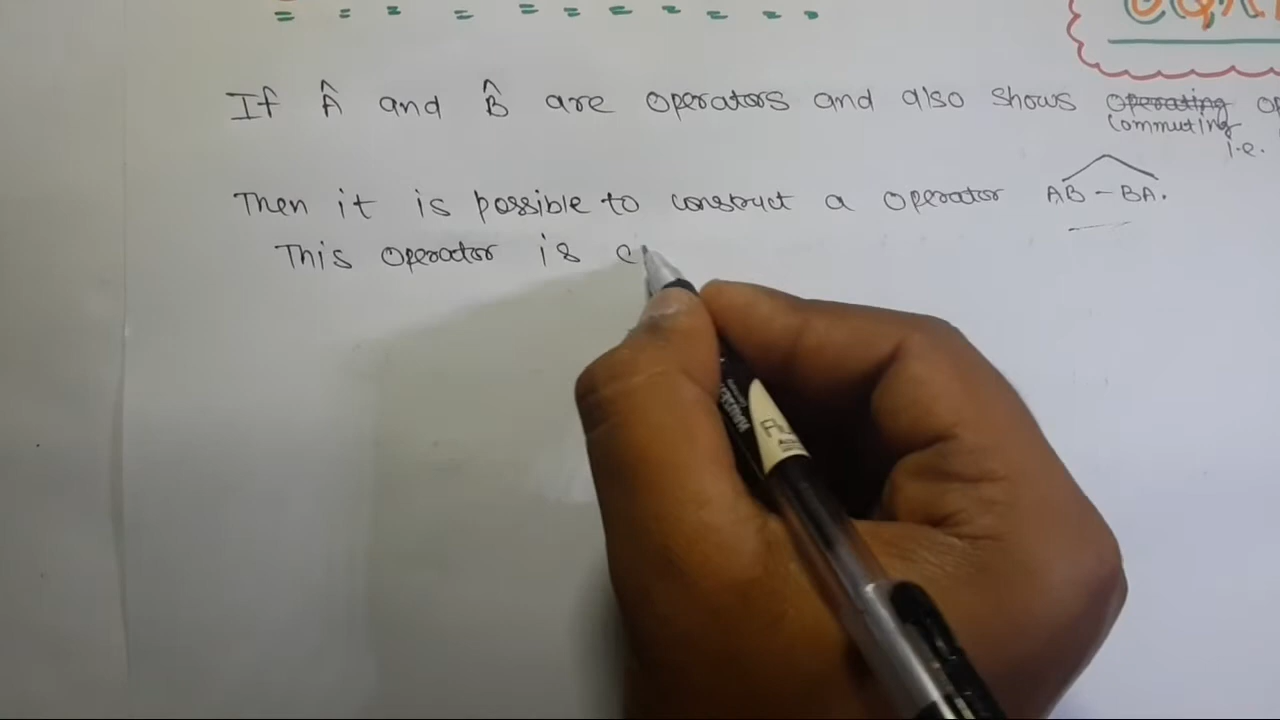 If Â and B̂ are operators and also shows operating
commuting
i.e.
Then it is possible to construct a operator AB - BA.
This operator is